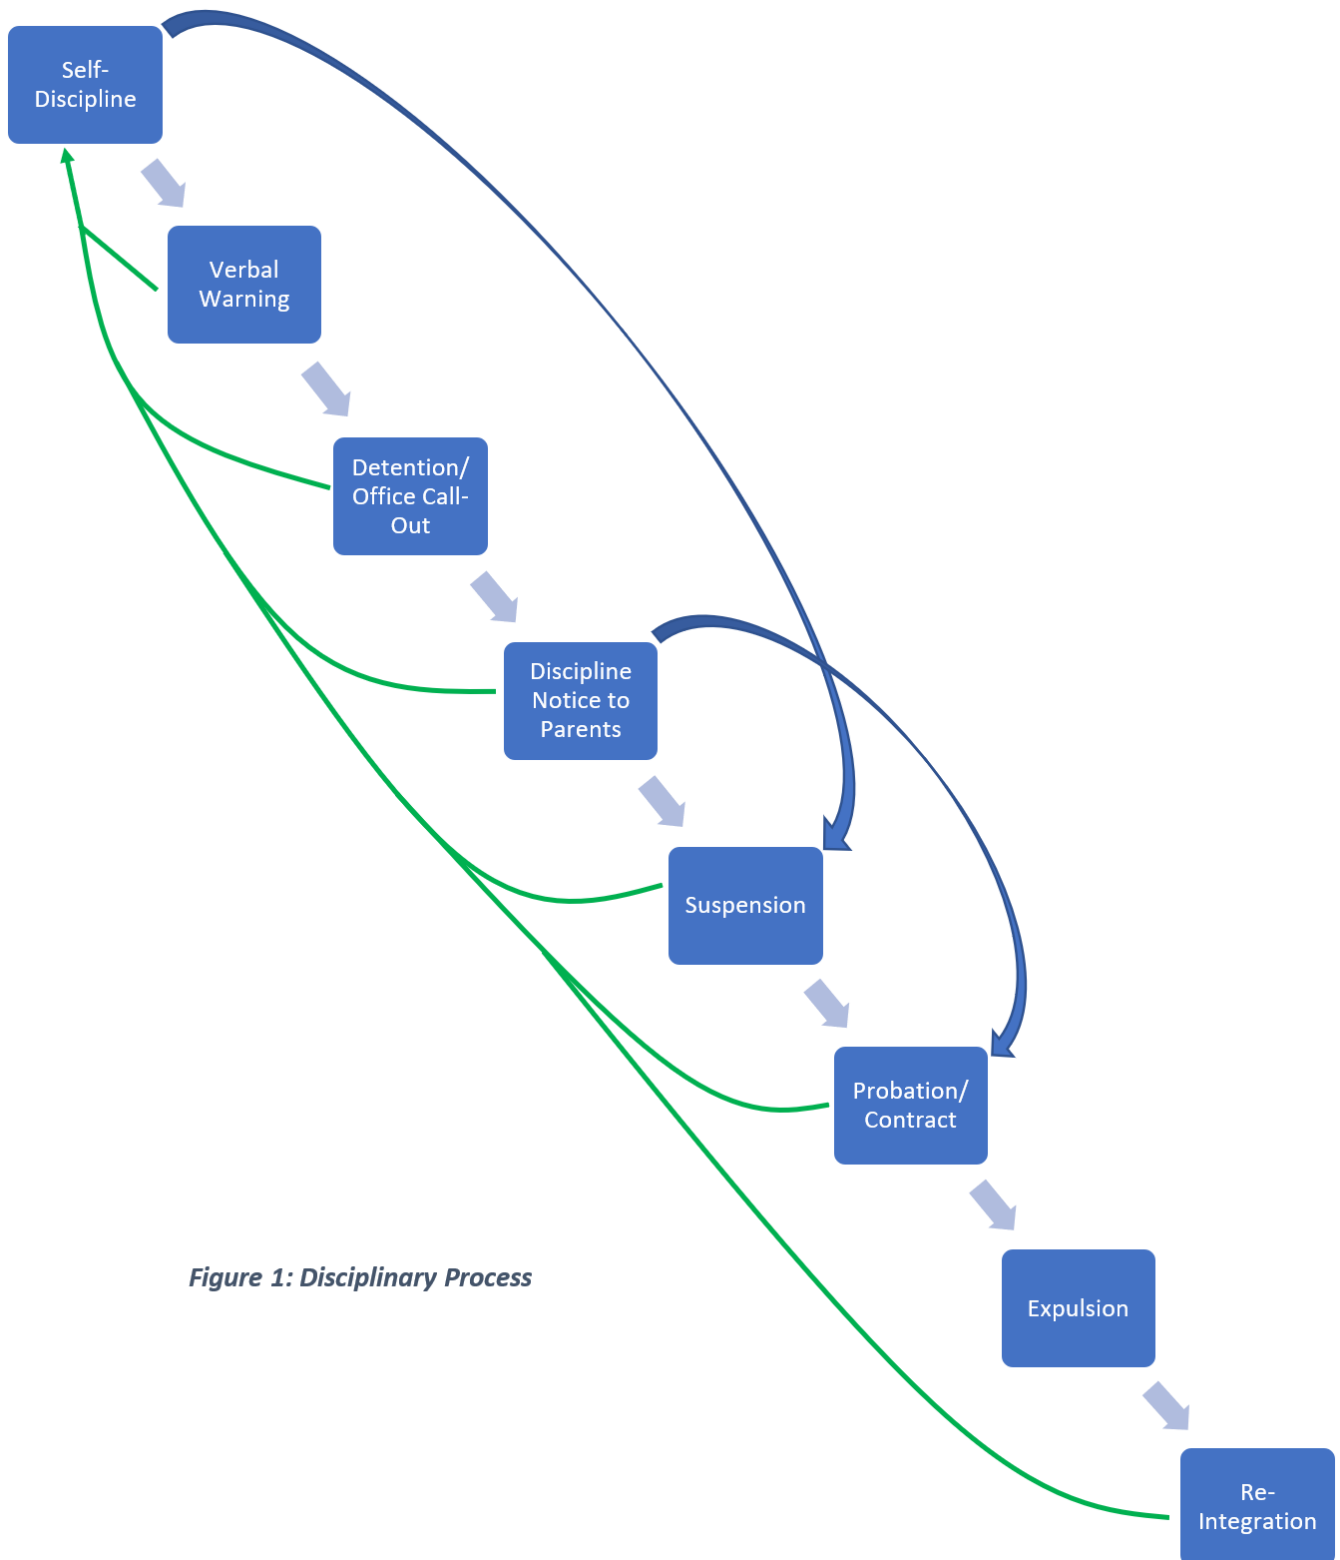 Self-
Discipline
Verbal
Warning
Detention/
Office Call-
Out
Discipline
Notice to
Parents
Suspension
Probation/
Contract
Figure 1: Disciplinary Process
Expulsion
Re-
Integration